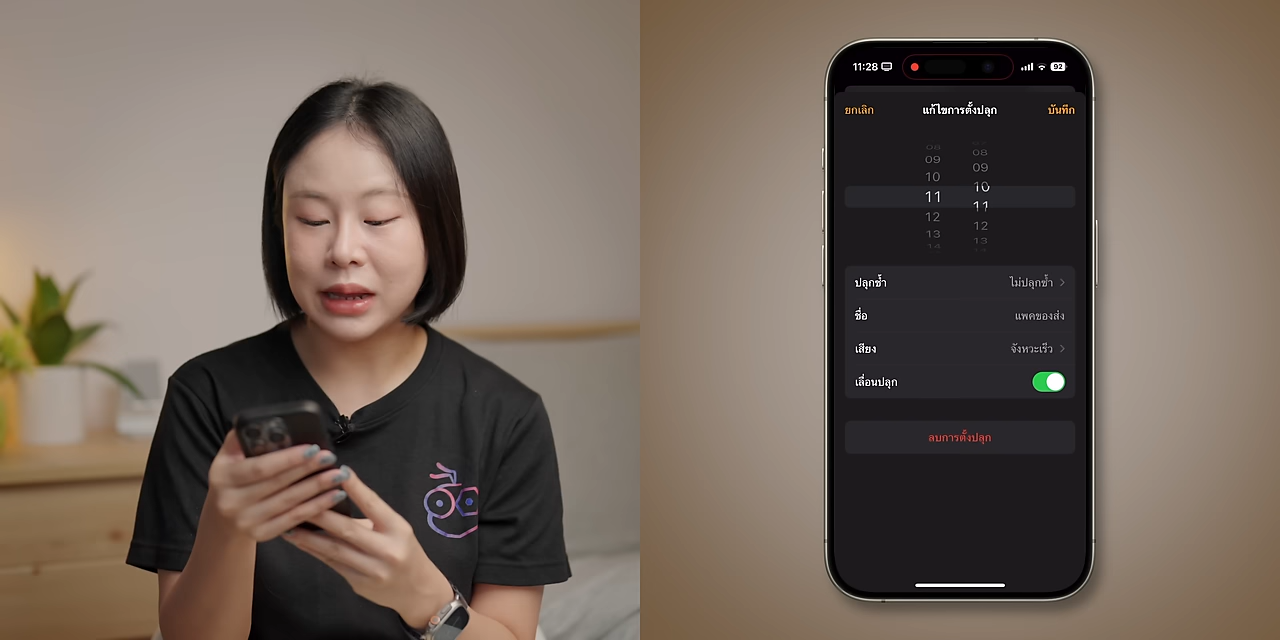 11:28
92
ยกเลิก แก้ไขการตั้งปลุก บันทึก
08 07
09 08
10 09
11 10
12 11
13 12
14 13
ปลุกซ้ำ ไม่ปลุกซ้ำ
ชื่อ แพคของส่ง
เสียง จังหวะเร็ว
เลื่อนปลุก
ลบการตั้งปลุก